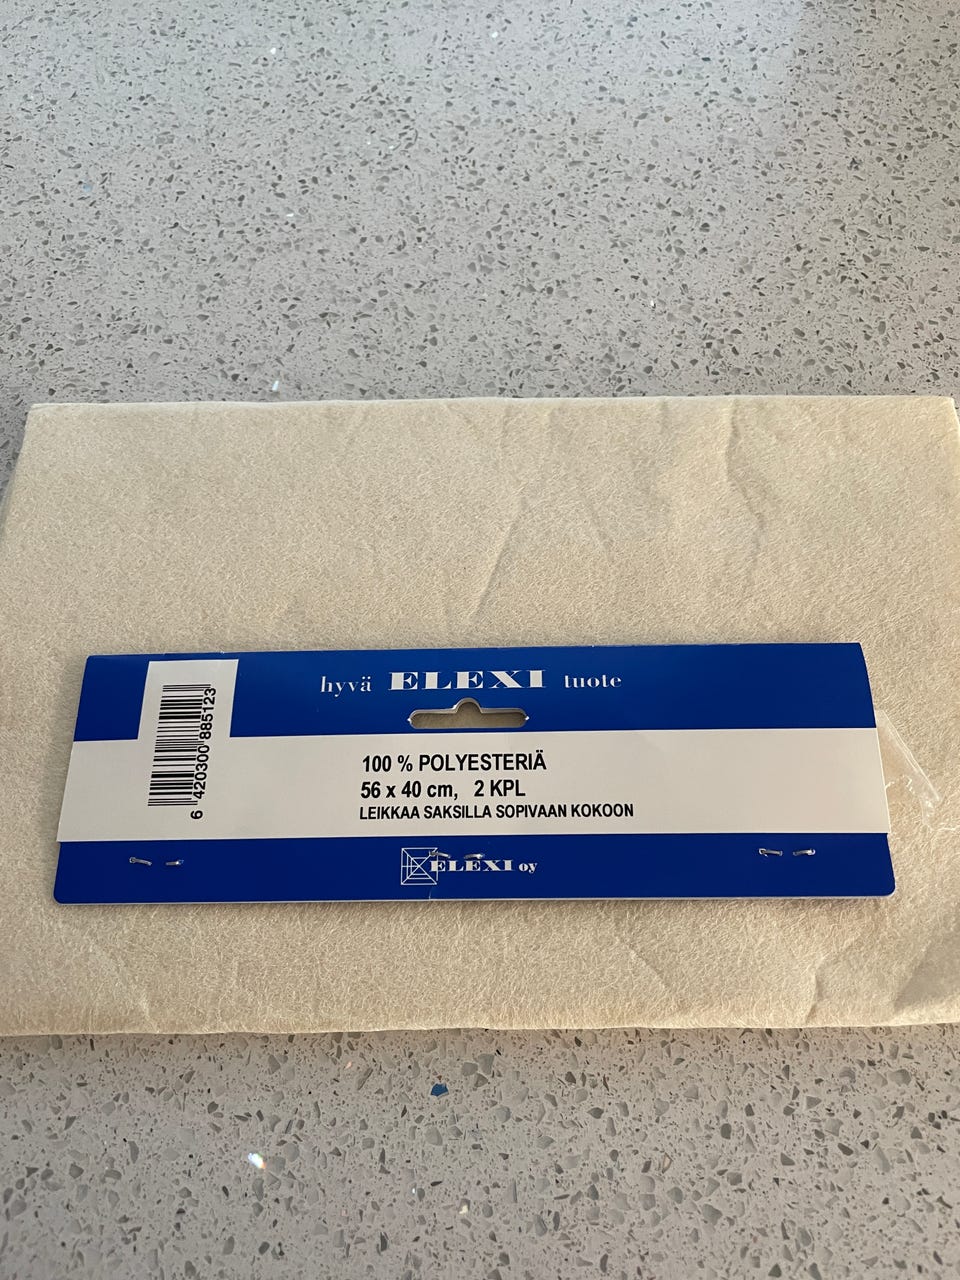 hyvä ELEXI tuote
6 420300 885123
100 % POLYESTERIÄ
56 x 40 cm, 2 KPL
LEIKKAA SAKSILLA SOPIVAAN KOKOON
ELEXI oy